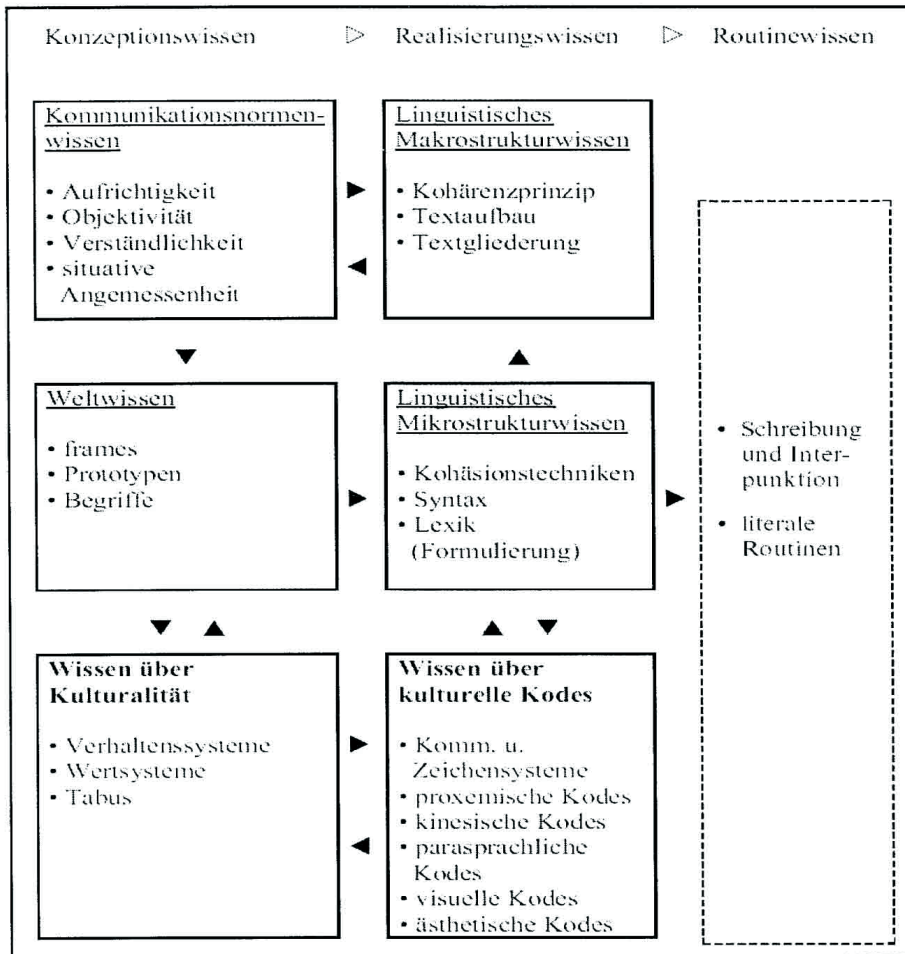 Konzeptionswissen ▷ Realisierungswissen ▷ Routinewissen
Kommunikationsnormen-
wissen
• Aufrichtigkeit
• Objektivität
• Verständlichkeit
• situative
Angemessenheit
Linguistisches
Makrostrukturwissen
• Kohärenzprinzip
• Textaufbau
• Textgliederung
Weltwissen
• frames
• Prototypen
• Begriffe
Linguistisches
Mikrostrukturwissen
• Kohäsionstechniken
• Syntax
• Lexik
(Formulierung)
• Schreibung
und Inter-
punktion
• literale
Routinen
Wissen über
Kulturalität
• Verhaltenssysteme
• Wertsysteme
• Tabus
Wissen über
kulturelle Kodes
• Komm. u.
Zeichensysteme
• proxemische Kodes
• kinesische Kodes
• parasprachliche
Kodes
• visuelle Kodes
• ästhetische Kodes